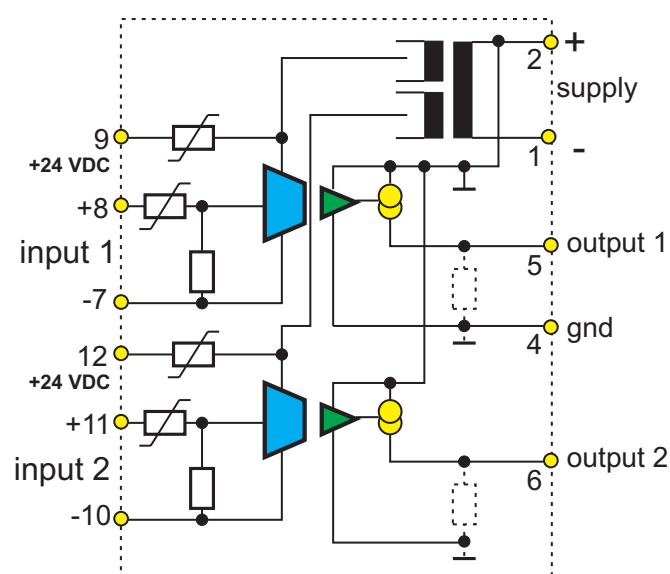 +
2
supply
9
+24 VDC
1
-
+8
input 1
output 1
5
-7
gnd
4
12
+24 VDC
+11
input 2
output 2
6
-10